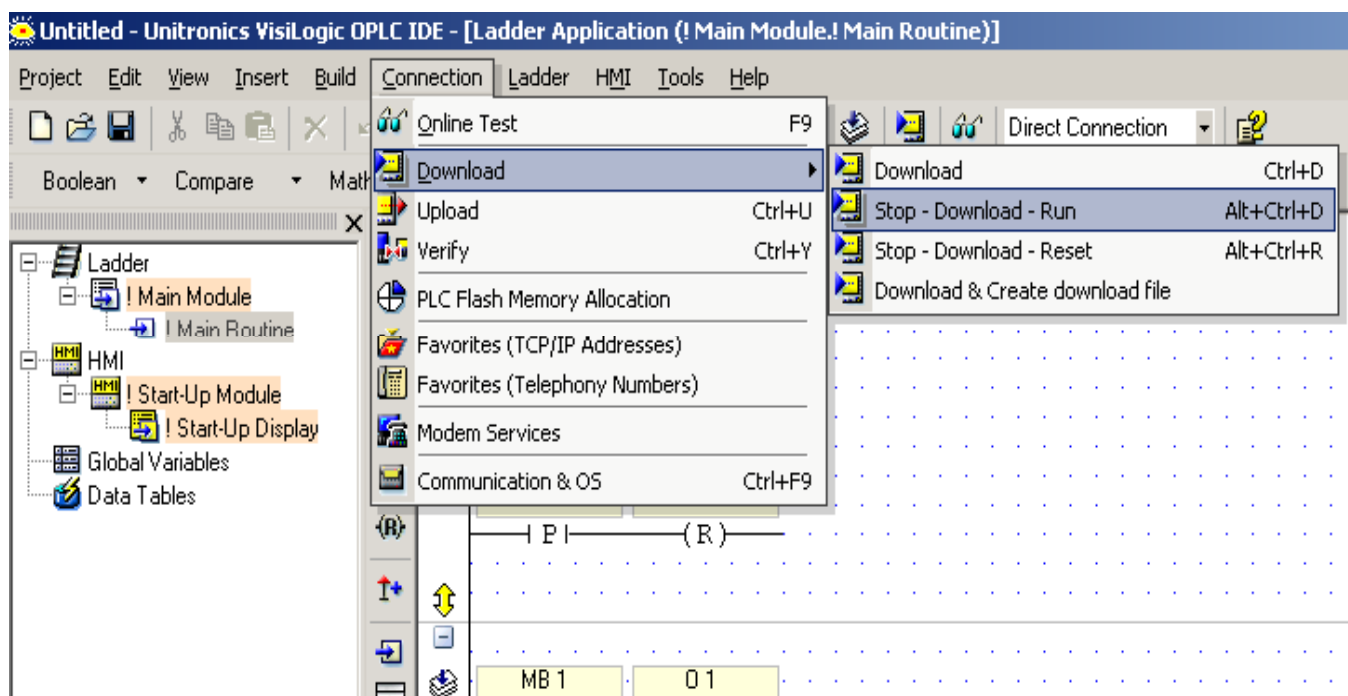 Untitled - Unitronics VisiLogic OPLC IDE - [Ladder Application (! Main Module.! Main Routine)]
Project Edit View Insert Build Connection Ladder HMI Tools Help
Online Test F9
Direct Connection
Download
Download Ctrl+D
Boolean Compare Math
Upload Ctrl+U
Stop - Download - Run Alt+Ctrl+D
Verify Ctrl+Y
Stop - Download - Reset Alt+Ctrl+R
Ladder
PLC Flash Memory Allocation
Download & Create download file
! Main Module
! Main Routine
Favorites (TCP/IP Addresses)
HMI
HMI
Favorites (Telephony Numbers)
HMI
! Start-Up Module
! Start-Up Display
Modem Services
Global Variables
Communication & OS Ctrl+F9
Data Tables
(R)
P (R)
MB 1 O 1